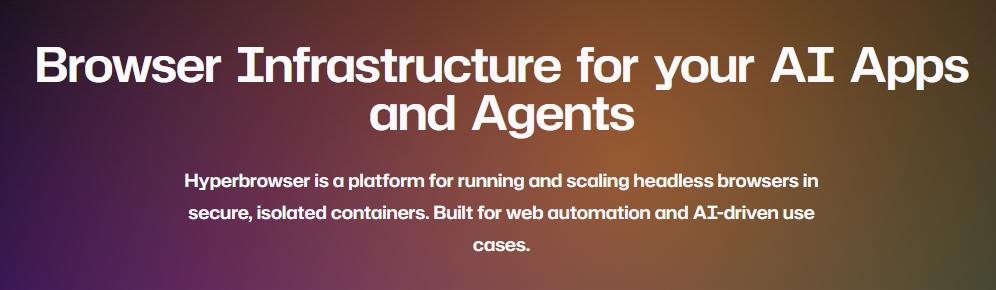 Browser Infrastructure for your AI Apps
and Agents
Hyperbrowser is a platform for running and scaling headless browsers in
secure, isolated containers. Built for web automation and AI-driven use
cases.